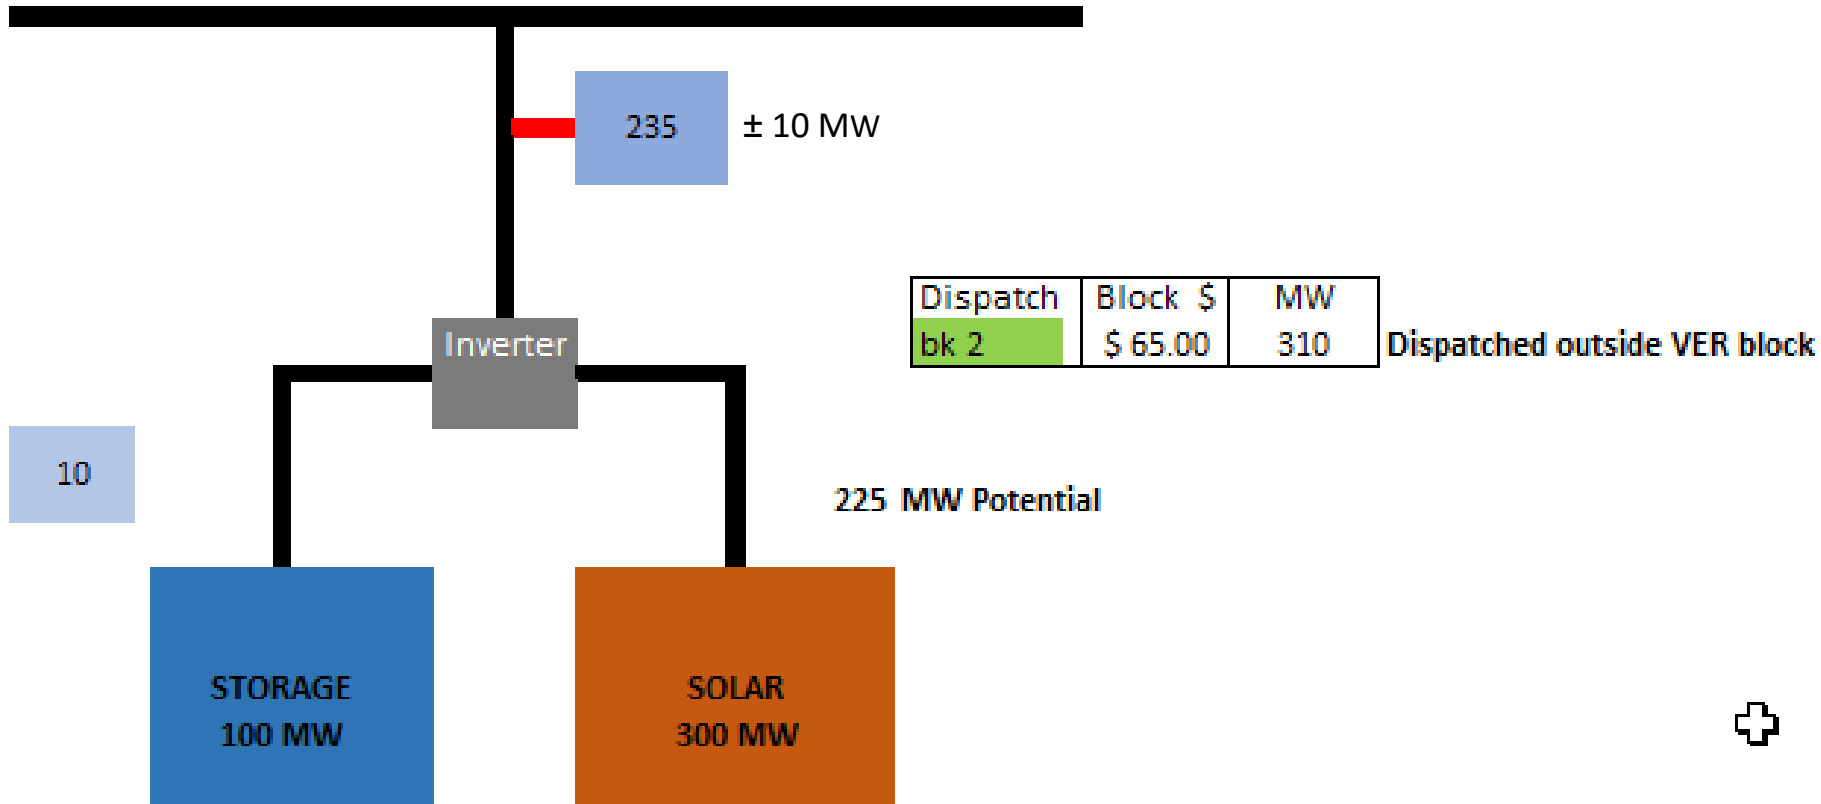 235
± 10 MW
Dispatch Block $ MW
bk 2 $ 65.00 310 Dispatched outside VER block
Inverter
10
225 MW Potential
STORAGE
100 MW
SOLAR
300 MW